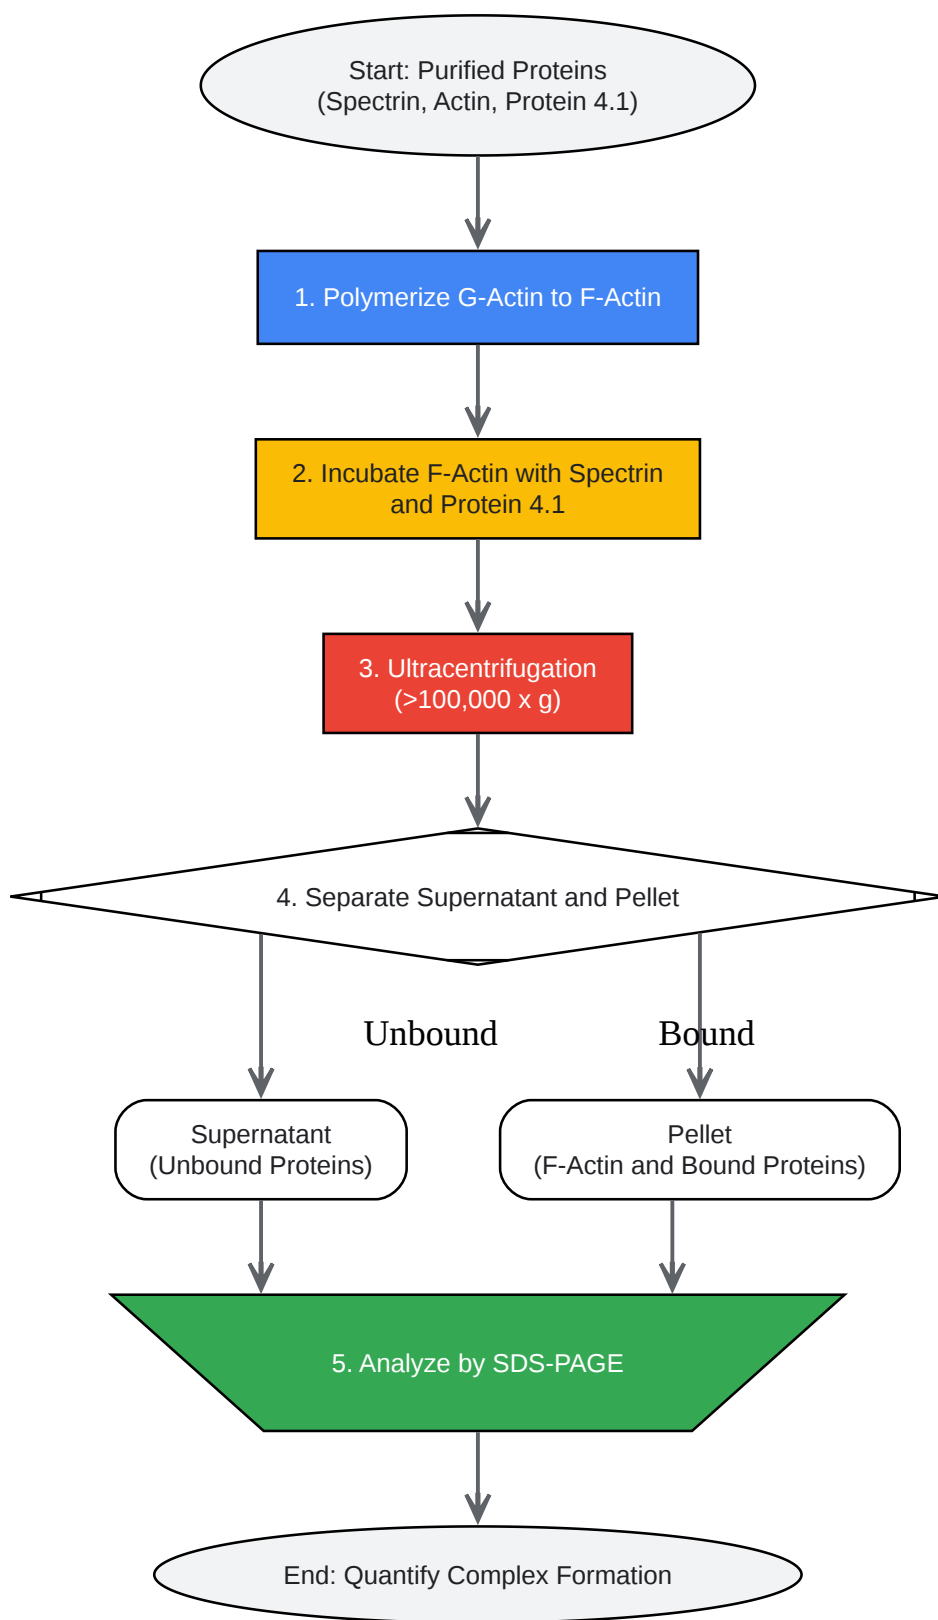 Start: Purified Proteins
(Spectrin, Actin, Protein 4.1)
1. Polymerize G-Actin to F-Actin
2. Incubate F-Actin with Spectrin
and Protein 4.1
3. Ultracentrifugation
(>100,000 x g)
4. Separate Supernatant and Pellet
Unbound
Bound
Supernatant
(Unbound Proteins)
Pellet
(F-Actin and Bound Proteins)
5. Analyze by SDS-PAGE
End: Quantify Complex Formation